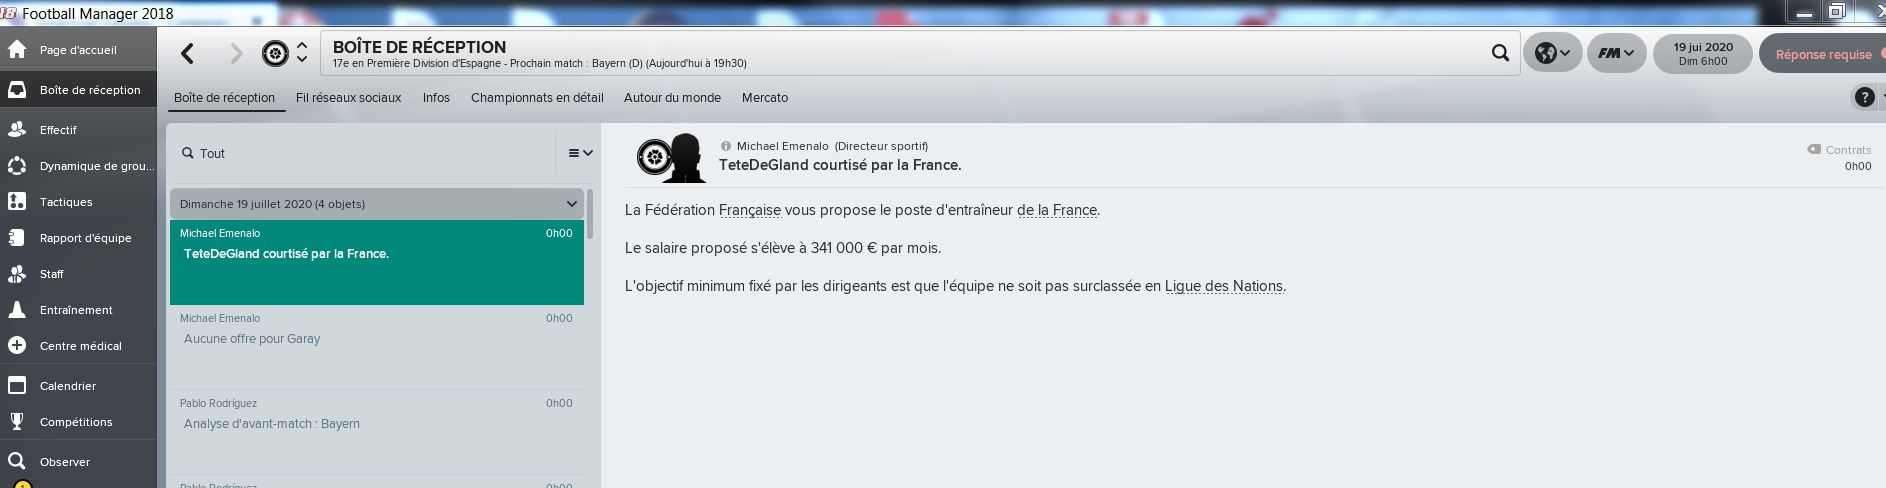 Football Manager 2018
Page d'accueil
Boîte de réception
Effectif
Dynamique de grou...
Tactiques
Rapport d'équipe
Staff
Entraînement
Centre médical
Calendrier
Compétitions
Observer
BOÎTE DE RÉCEPTION
17e en Première Division d'Espagne - Prochain match : Bayern (D) (Aujourd'hui à 19h30)
FM
19 jui 2020
Dim 6h00
Réponse requise
Boîte de réception Fil réseaux sociaux Infos Championnats en détail Autour du monde Mercato
?
Tout
Dimanche 19 juillet 2020 (4 objets)
Michael Emenalo 0h00
TeteDeGland courtisé par la France.
Michael Emenalo 0h00
Aucune offre pour Garay
Pablo Rodríguez 0h00
Analyse d'avant-match : Bayern
Pablo Rodríguez 0h00
Michael Emenalo (Directeur sportif)
TeteDeGland courtisé par la France.
Contrats
0h00
La Fédération Française vous propose le poste d'entraîneur de la France.
Le salaire proposé s'élève à 341 000 € par mois.
L'objectif minimum fixé par les dirigeants est que l'équipe ne soit pas surclassée en Ligue des Nations.